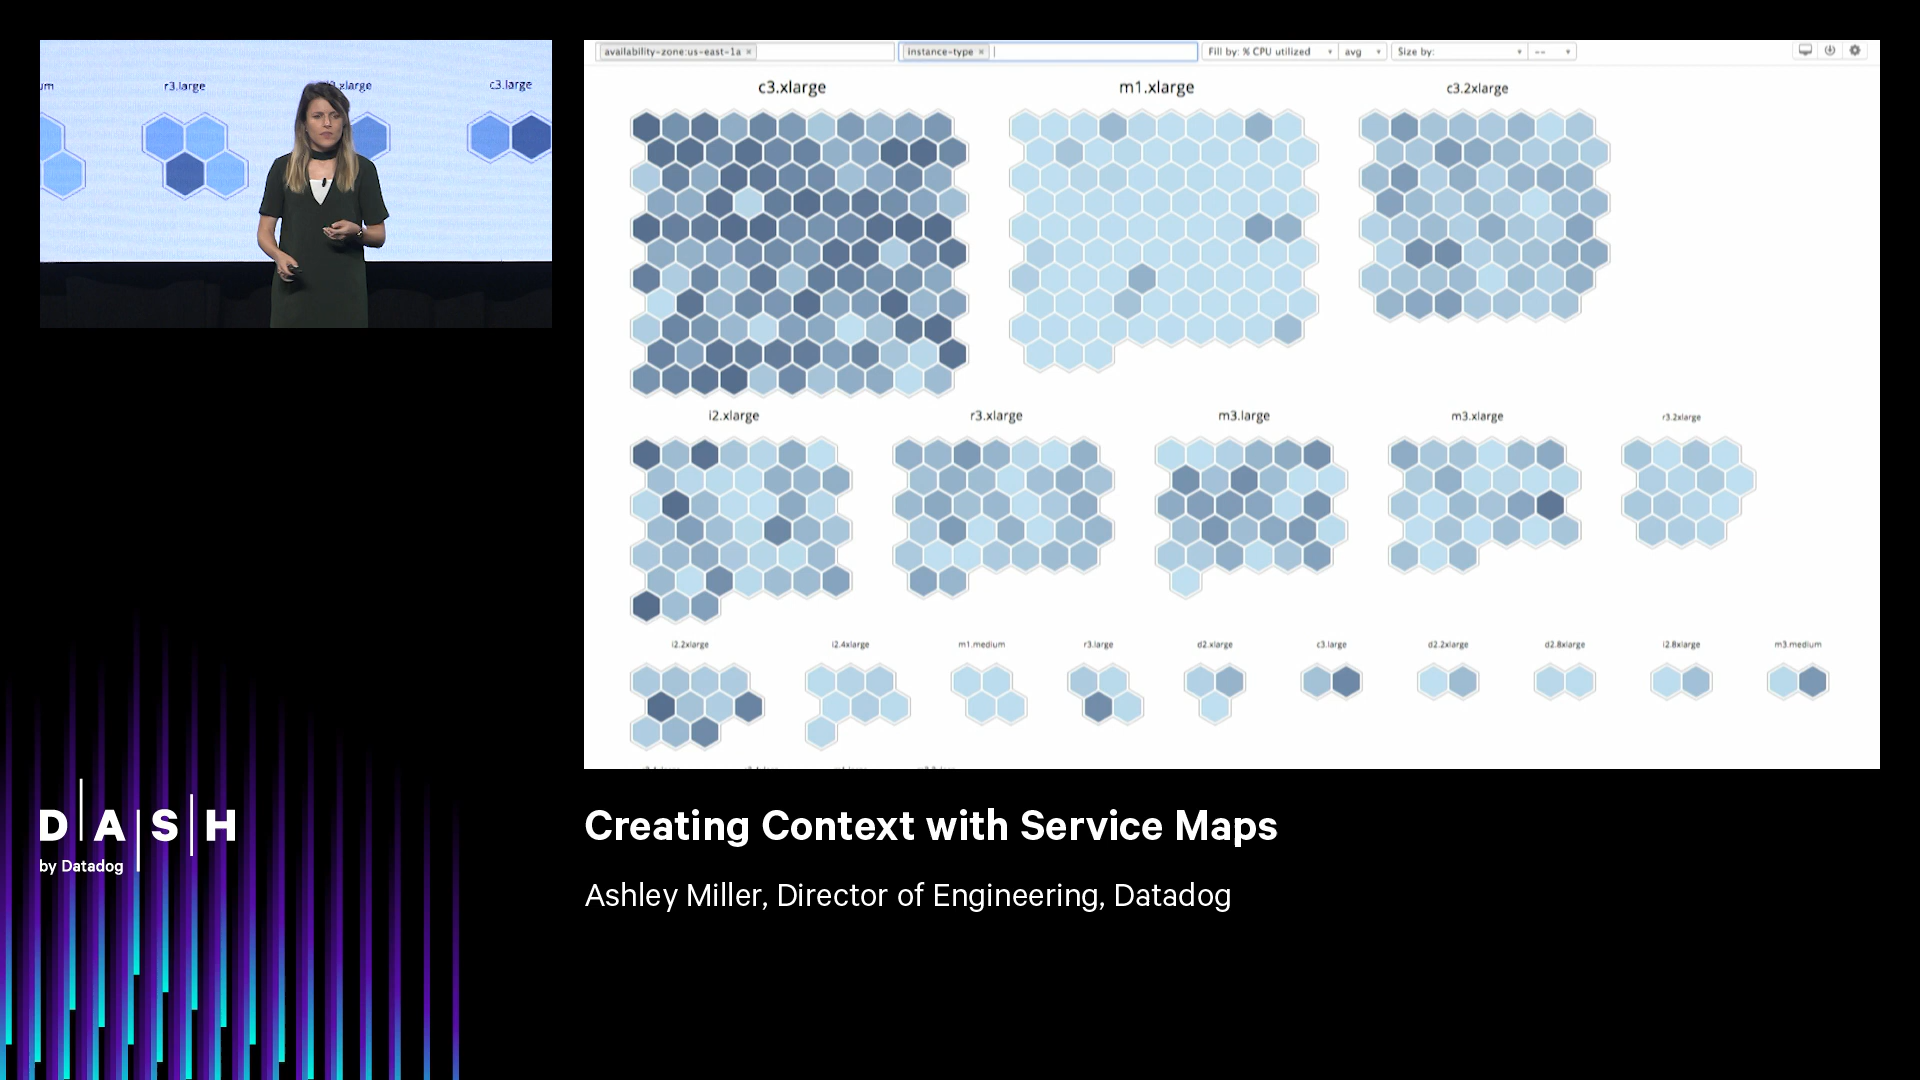 r3.large
c3.large
availability-zone:us-east-1a ×
instance-type ×
Fill by: % CPU utilized
avg
Size by:
--
c3.xlarge
m1.xlarge
c3.2xlarge
i2.xlarge
r3.xlarge
m3.large
m3.xlarge
r3.2xlarge
i2.2xlarge
i2.4xlarge
m1.medium
r3.large
d2.xlarge
c3.large
d2.2xlarge
d2.8xlarge
i2.8xlarge
m3.medium
D A S H
by Datadog
Creating Context with Service Maps
Ashley Miller, Director of Engineering, Datadog